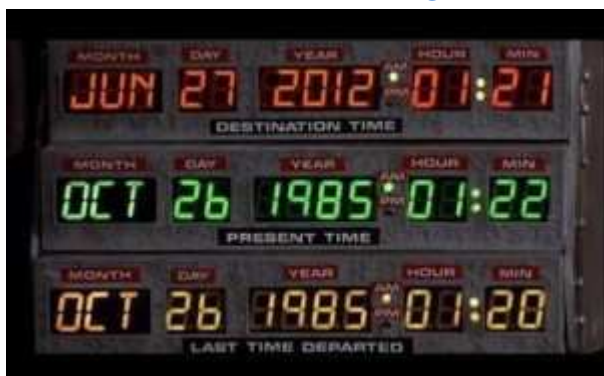 MONTH DAY YEAR HOUR MIN
JUN 27 2012 AM PM 01:21
DESTINATION TIME
MONTH DAY YEAR HOUR MIN
OCT 26 1985 AM PM 01:22
PRESENT TIME
MONTH DAY YEAR HOUR MIN
OCT 26 1985 AM PM 01:20
LAST TIME DEPARTED